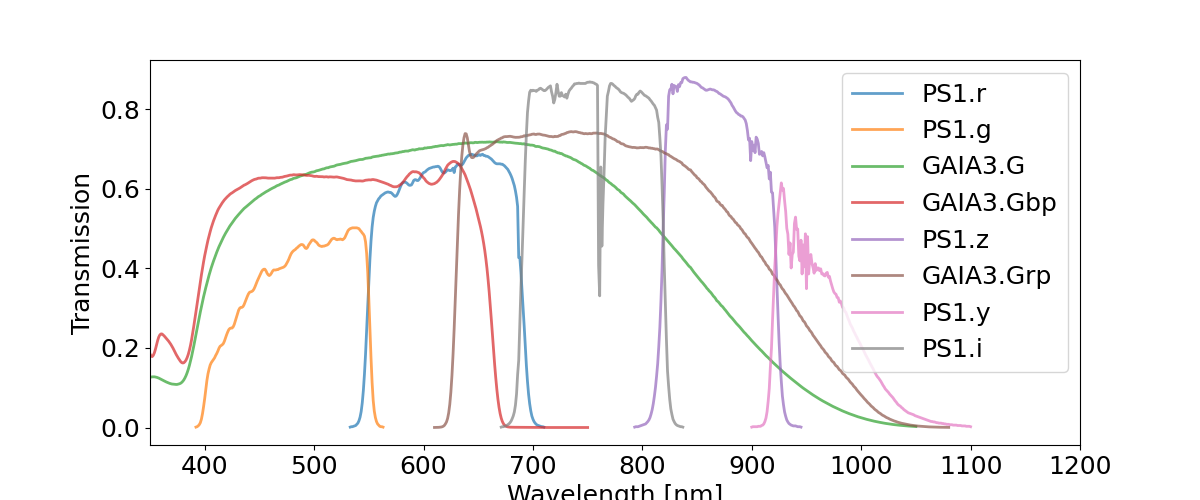 Transmission
0.8
0.6
0.4
0.2
0.0
400 500 600 700 800 900 1000 1100 1200
Wavelength [nm]
PS1.r
PS1.g
GAIA3.G
GAIA3.Gbp
PS1.z
GAIA3.Grp
PS1.y
PS1.i